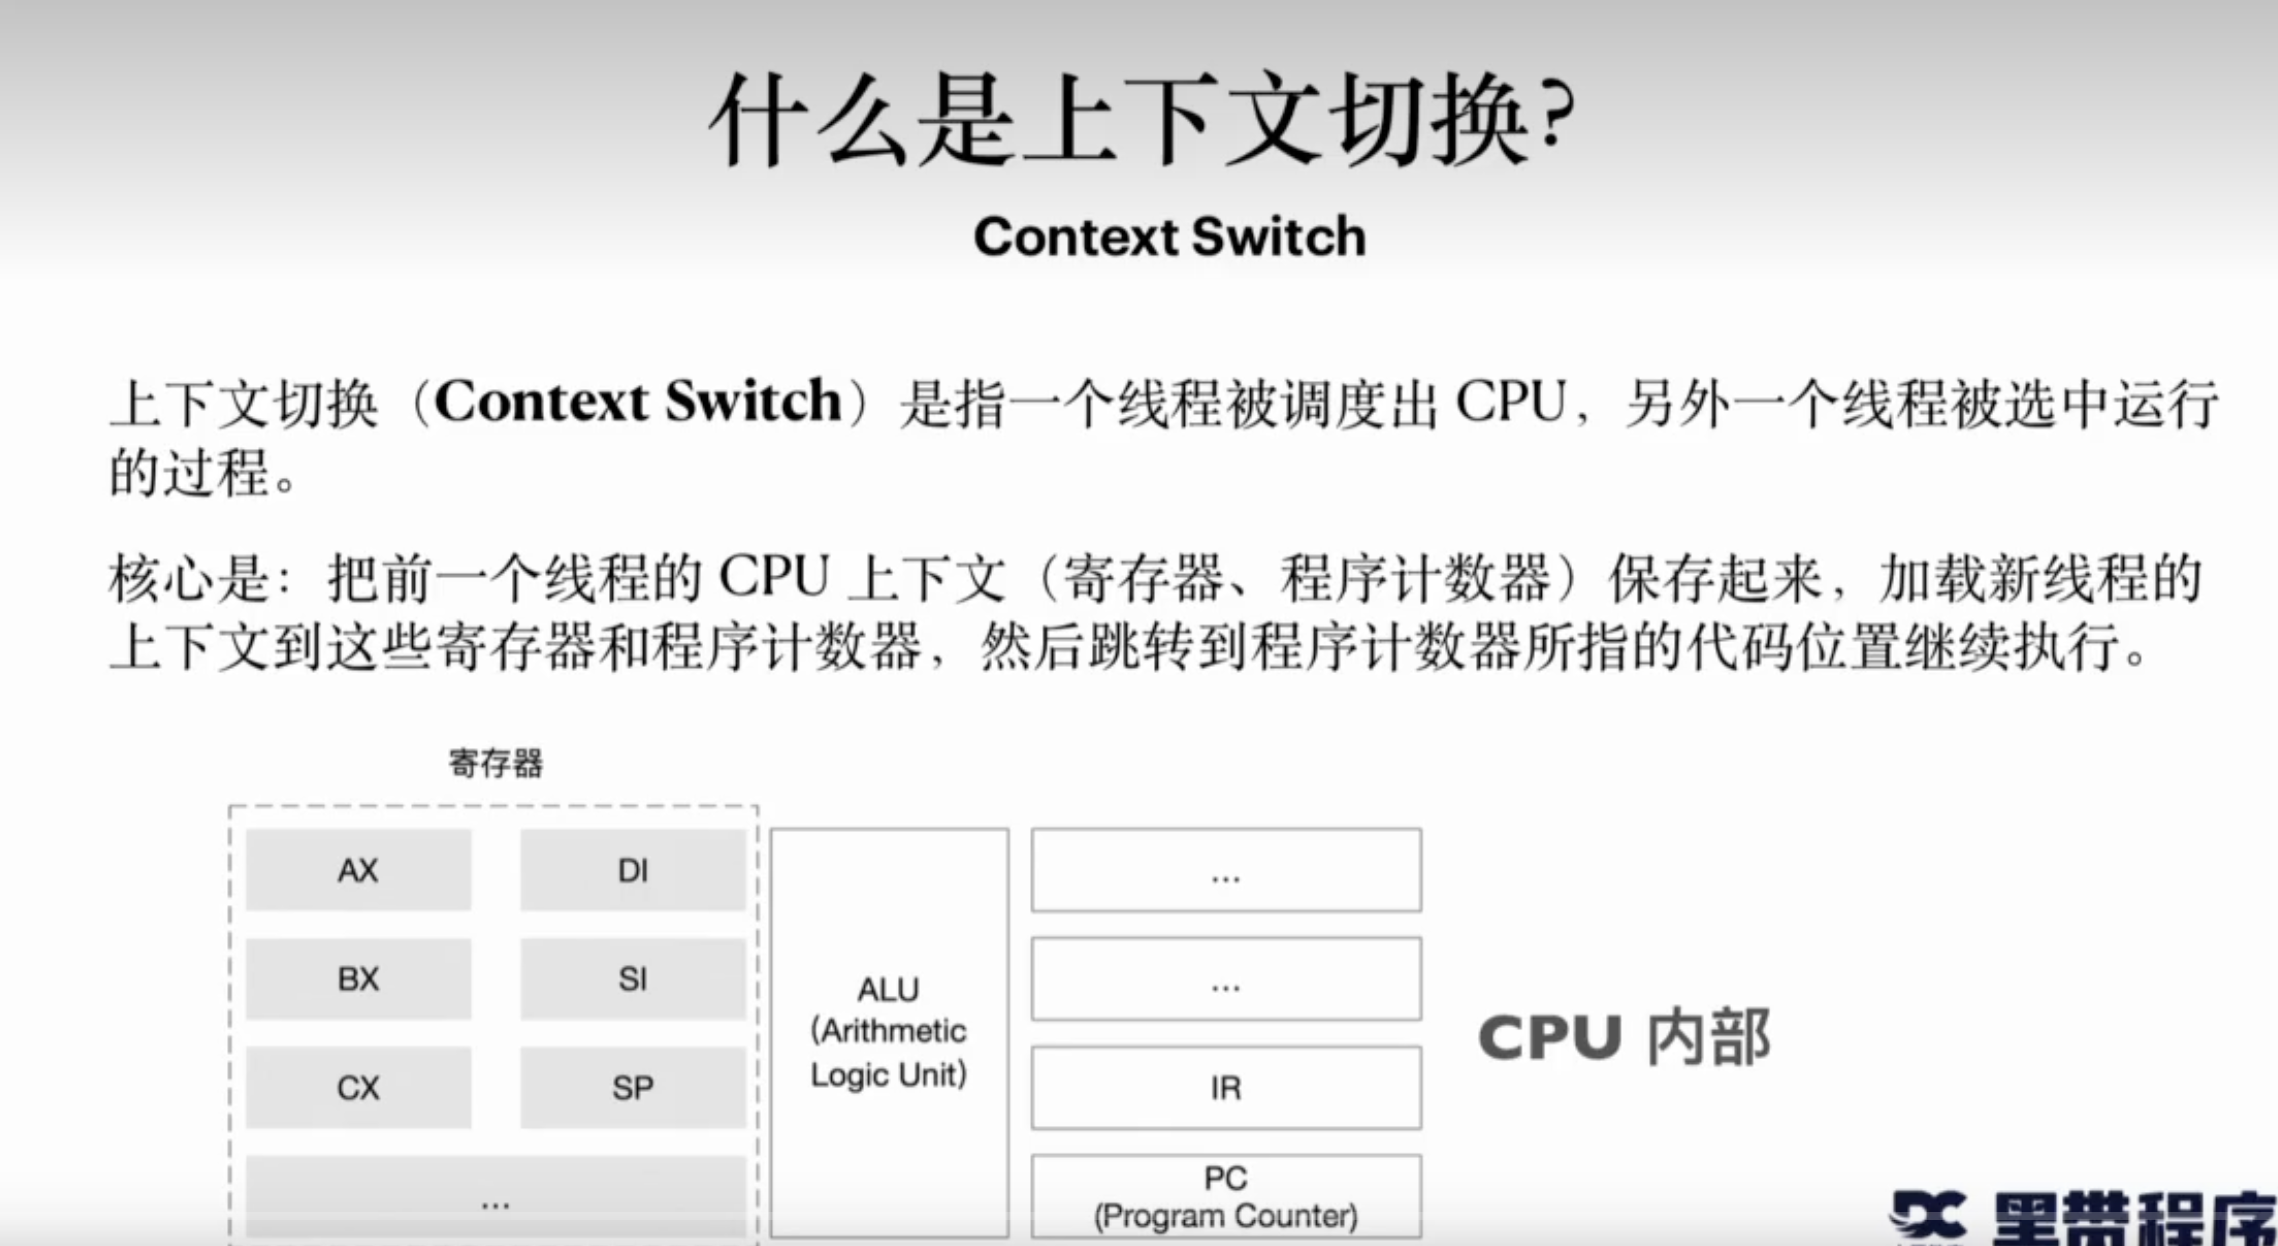 什么是上下文切换?
Context Switch
上下文切换（Context Switch）是指一个线程被调度出 CPU，另外一个线程被选中运行
的过程。
核心是：把前一个线程的 CPU 上下文（寄存器、程序计数器）保存起来，加载新线程的
上下文到这些寄存器和程序计数器，然后跳转到程序计数器所指的代码位置继续执行。
寄存器
AX
DI
BX
SI
CX
SP
...
ALU
(Arithmetic
Logic Unit)
...
...
IR
PC
(Program Counter)
CPU 内部
黑带程序